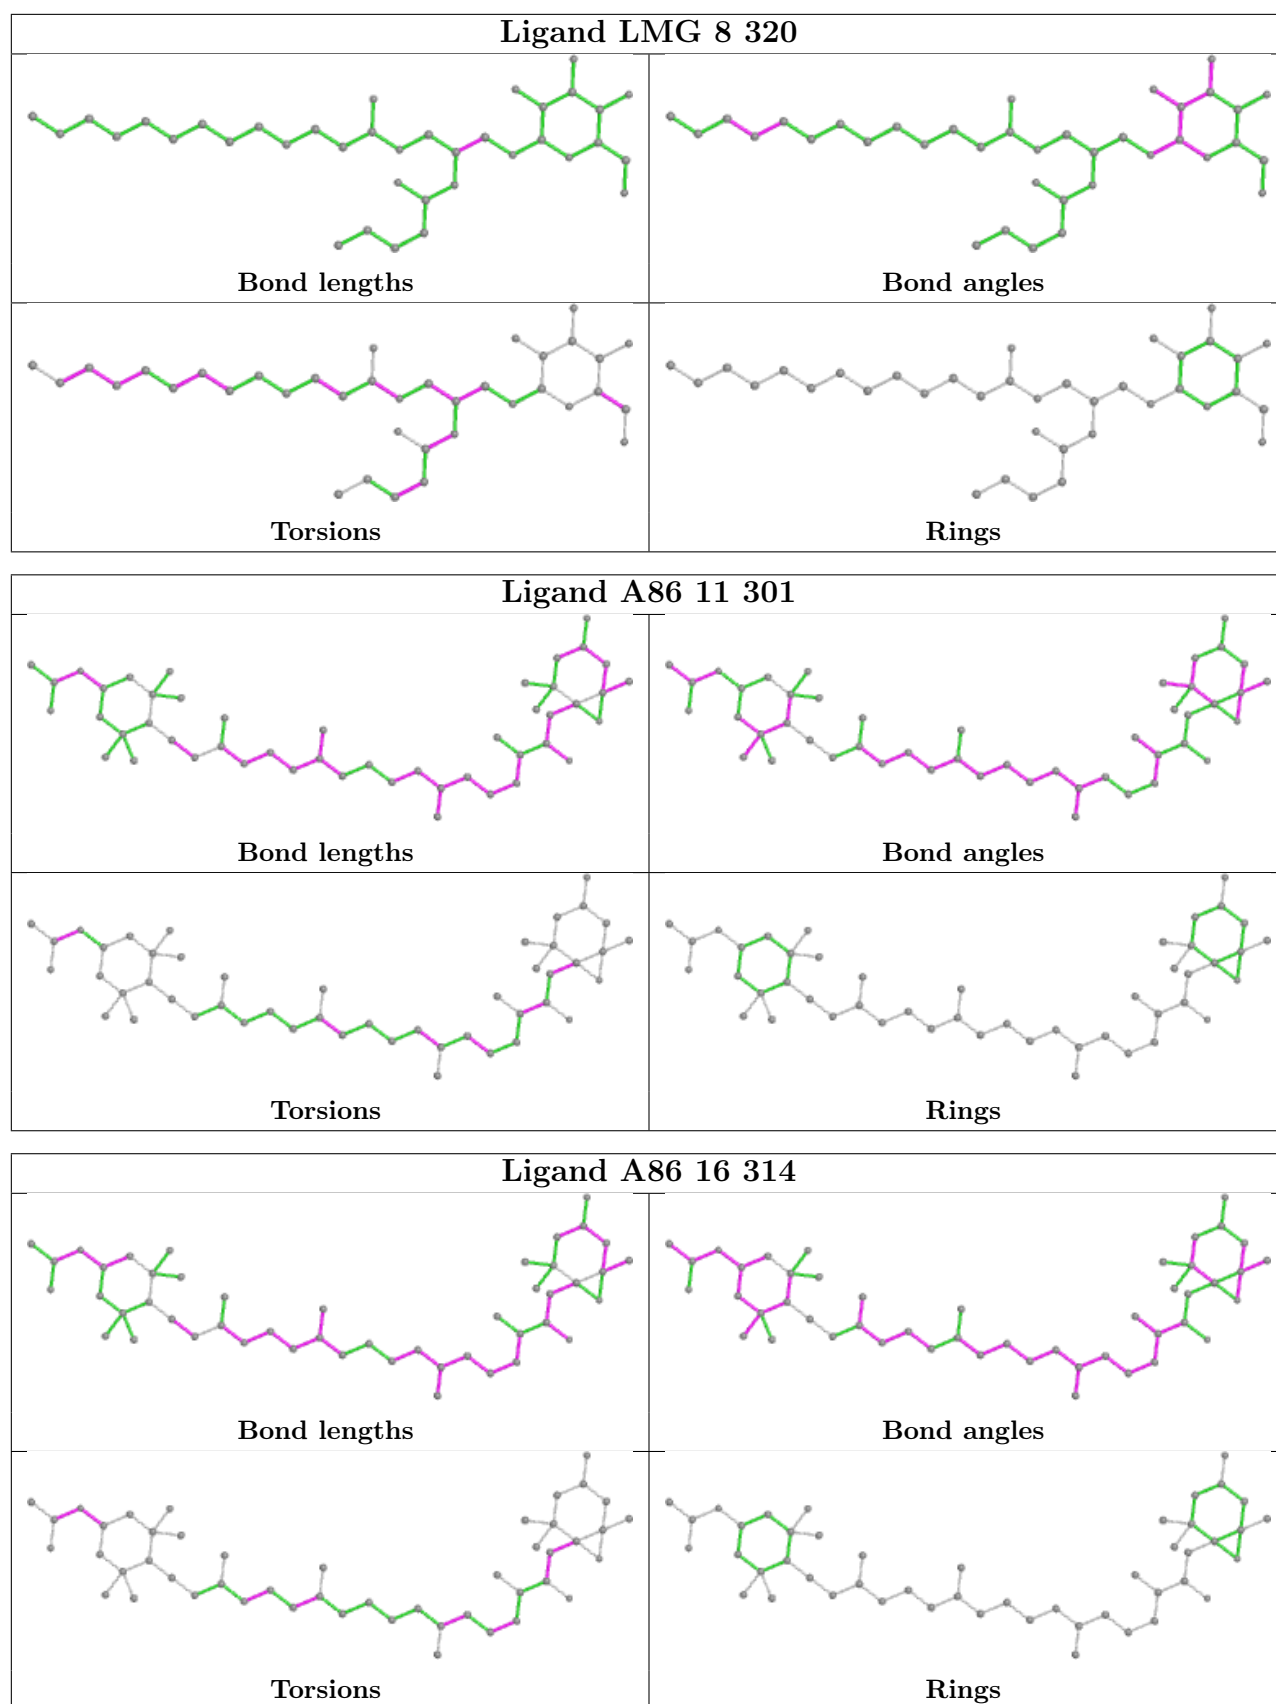 Ligand LMG 8 320
Bond lengths
Bond angles
Torsions
Rings
Ligand A86 11 301
Bond lengths
Bond angles
Torsions
Rings
Ligand A86 16 314
Bond lengths
Bond angles
Torsions
Rings